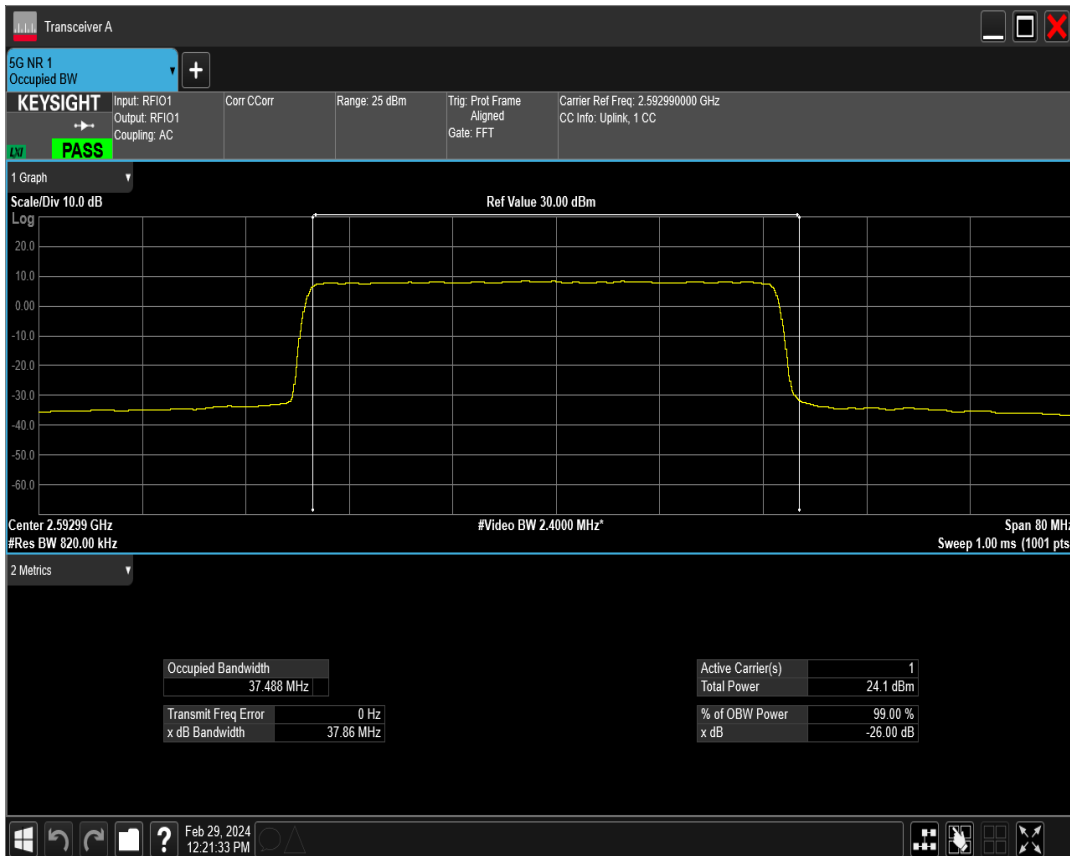 Transceiver A
5G NR 1
Occupied BW
+
KEYSIGHT
Input: RFIO1
Output: RFIO1
Coupling: AC
Corr CCorr
Range: 25 dBm
Trig: Prot Frame
Aligned
Gate: FFT
Carrier Ref Freq: 2.592990000 GHz
CC Info: Uplink, 1 CC
LXI
PASS
1 Graph
Scale/Div 10.0 dB
Ref Value 30.00 dBm
Log
20.0
10.0
0.00
-10.0
-20.0
-30.0
-40.0
-50.0
-60.0
Center 2.59299 GHz
#Video BW 2.4000 MHz*
Span 80 MHz
#Res BW 820.00 kHz
Sweep 1.00 ms (1001 pts
2 Metrics
Occupied Bandwidth
37.488 MHz
Transmit Freq Error 0 Hz
x dB Bandwidth 37.86 MHz
Active Carrier(s) 1
Total Power 24.1 dBm
% of OBW Power 99.00 %
x dB -26.00 dB
?
Feb 29, 2024
12:21:33 PM